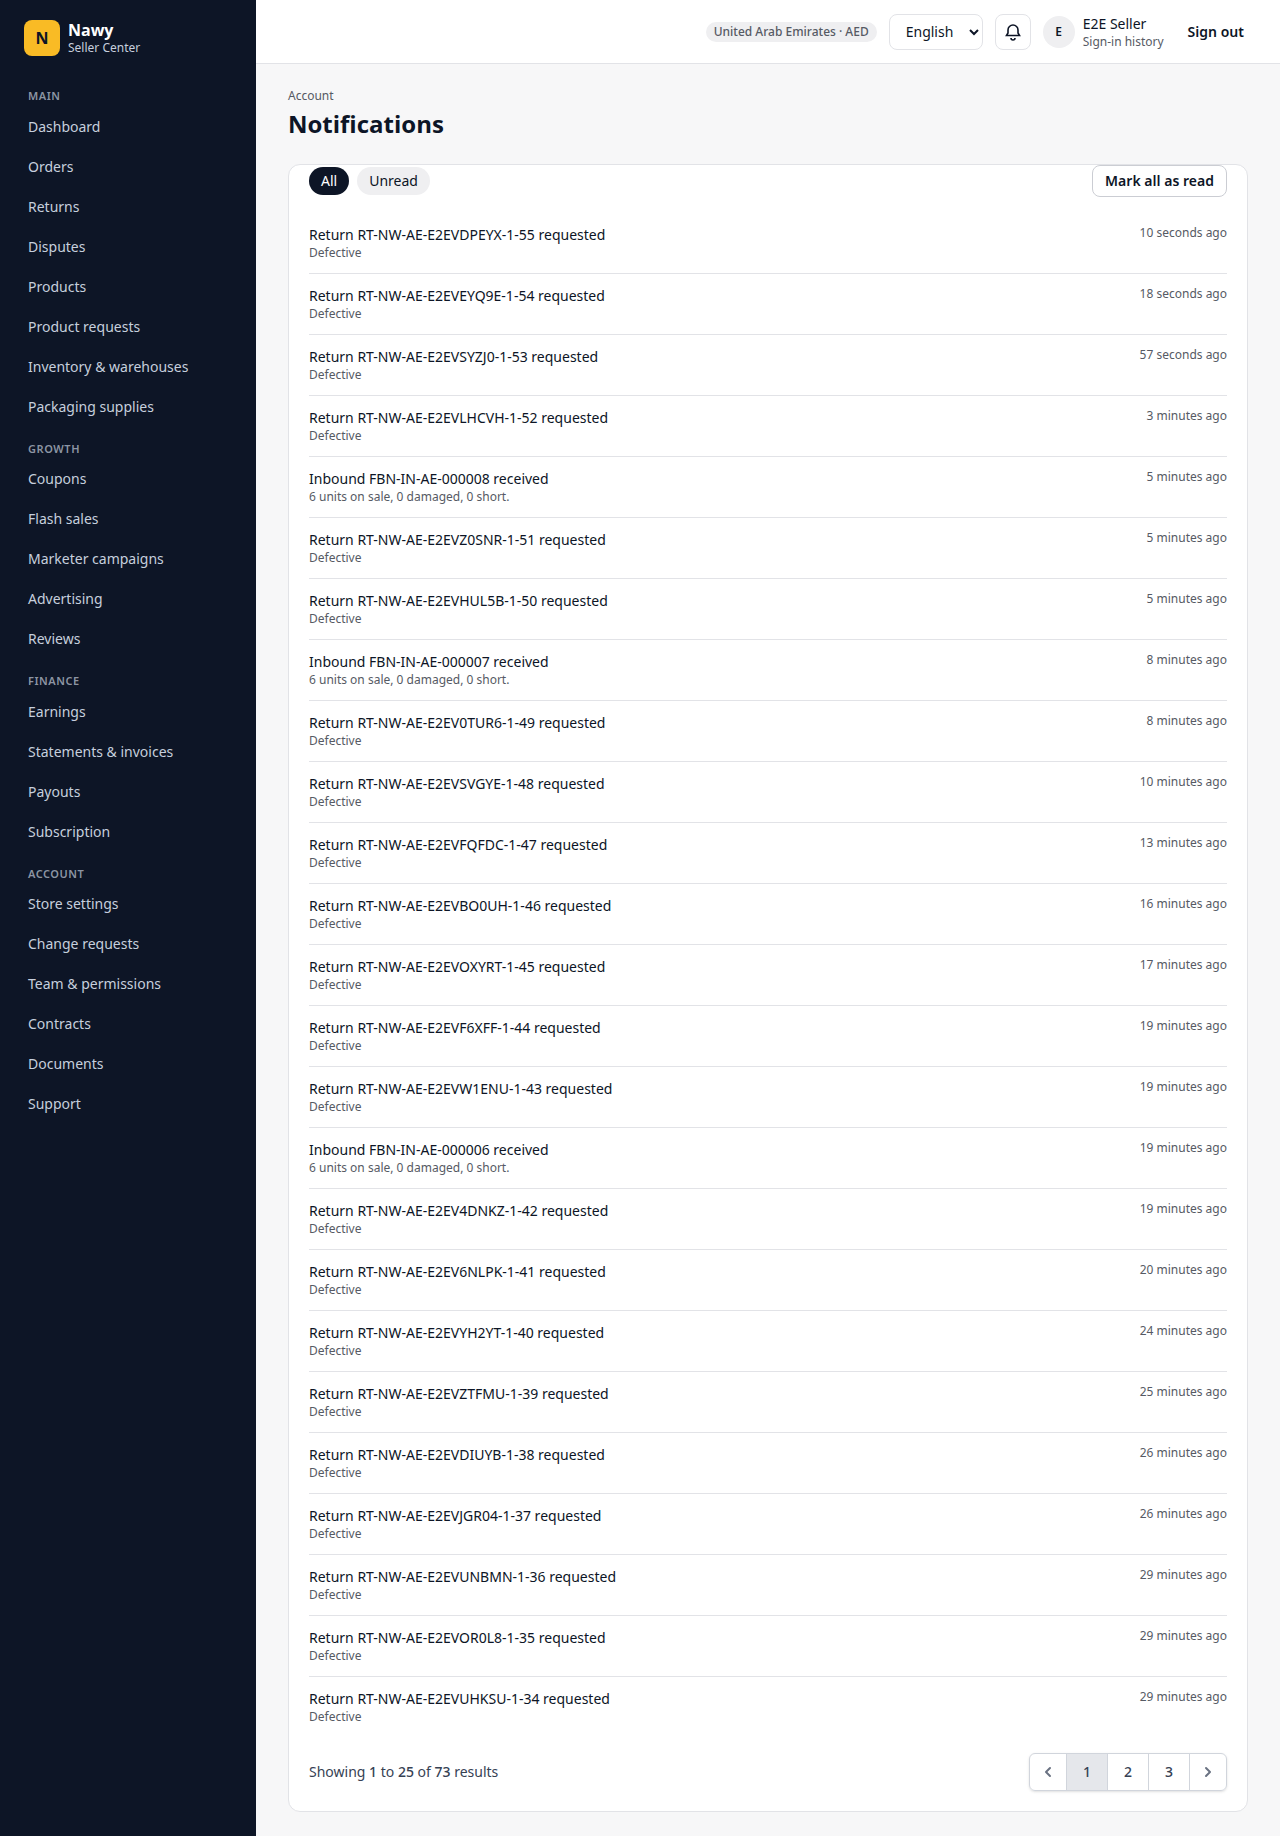 N
Nawy
Seller Center
MAIN
Dashboard
Orders
Returns
Disputes
Products
Product requests
Inventory & warehouses
Packaging supplies
GROWTH
Coupons
Flash sales
Marketer campaigns
Advertising
Reviews
FINANCE
Earnings
Statements & invoices
Payouts
Subscription
ACCOUNT
Store settings
Change requests
Team & permissions
Contracts
Documents
Support
United Arab Emirates · AED
English
E
E2E Seller
Sign-in history
Sign out
Account
Notifications
All
Unread
Mark all as read
Return RT-NW-AE-E2EVDPEYX-1-55 requested
10 seconds ago
Defective
Return RT-NW-AE-E2EVEYQ9E-1-54 requested
18 seconds ago
Defective
Return RT-NW-AE-E2EVSYZJ0-1-53 requested
57 seconds ago
Defective
Return RT-NW-AE-E2EVLHCVH-1-52 requested
3 minutes ago
Defective
Inbound FBN-IN-AE-000008 received
5 minutes ago
6 units on sale, 0 damaged, 0 short.
Return RT-NW-AE-E2EVZ0SNR-1-51 requested
5 minutes ago
Defective
Return RT-NW-AE-E2EVHUL5B-1-50 requested
5 minutes ago
Defective
Inbound FBN-IN-AE-000007 received
8 minutes ago
6 units on sale, 0 damaged, 0 short.
Return RT-NW-AE-E2EV0TUR6-1-49 requested
8 minutes ago
Defective
Return RT-NW-AE-E2EVSVGYE-1-48 requested
10 minutes ago
Defective
Return RT-NW-AE-E2EVFQFDC-1-47 requested
13 minutes ago
Defective
Return RT-NW-AE-E2EVBO0UH-1-46 requested
16 minutes ago
Defective
Return RT-NW-AE-E2EVOXYRT-1-45 requested
17 minutes ago
Defective
Return RT-NW-AE-E2EVF6XFF-1-44 requested
19 minutes ago
Defective
Return RT-NW-AE-E2EVW1ENU-1-43 requested
19 minutes ago
Defective
Inbound FBN-IN-AE-000006 received
19 minutes ago
6 units on sale, 0 damaged, 0 short.
Return RT-NW-AE-E2EV4DNKZ-1-42 requested
19 minutes ago
Defective
Return RT-NW-AE-E2EV6NLPK-1-41 requested
20 minutes ago
Defective
Return RT-NW-AE-E2EVYH2YT-1-40 requested
24 minutes ago
Defective
Return RT-NW-AE-E2EVZTFMU-1-39 requested
25 minutes ago
Defective
Return RT-NW-AE-E2EVDIUYB-1-38 requested
26 minutes ago
Defective
Return RT-NW-AE-E2EVJGR04-1-37 requested
26 minutes ago
Defective
Return RT-NW-AE-E2EVUNBMN-1-36 requested
29 minutes ago
Defective
Return RT-NW-AE-E2EVOR0L8-1-35 requested
29 minutes ago
Defective
Return RT-NW-AE-E2EVUHKSU-1-34 requested
29 minutes ago
Defective
Showing 1 to 25 of 73 results
1
2
3